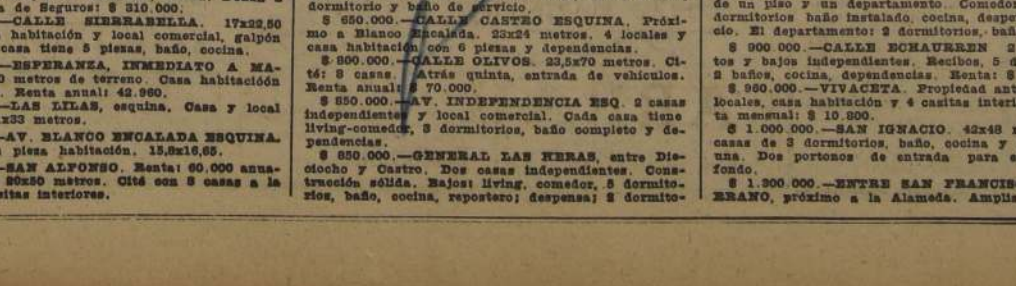 a de Seguros: $ 310.000.
—CALLE SIERRABELLA. 17x22,50
habitación y local comercial, galpón
casa tiene 5 piezas, baño, cocina.
—ESPERANZA, INMEDIATO A MA-
0 metros de terreno. Casa habitación
Renta anual: 42.960.
—LAS LILAS, esquina. Casa y local
x33 metros.
—AV. BLANCO ENCALADA ESQUINA.
pieza habitación. 15,8x16,65.
—SAN ALFONSO. Renta: 60.000 anua-
20x50 metros. Cité con 8 casas a la
sitas interiores.
dormitorio y baño de servicio.
$ 650.000.—CALLE CASTRO ESQUINA. Próxi-
mo a Blanco Encalada. 23x24 metros. 4 locales y
casa habitación con 6 piezas y dependencias.
$ 800.000.—CALLE OLIVOS. 23,5x70 metros. Ci-
té: 8 casas. Atrás quinta, entrada de vehículos.
Renta anual: $ 70.000.
$ 850.000.—AV. INDEPENDENCIA ESQ. 2 casas
independientes y local comercial. Cada casa tiene
living-comedor, 3 dormitorios, baño completo y de-
pendencias.
$ 850.000.—GENERAL LAS HERAS, entre Die-
ciocho y Castro. Dos casas independientes. Cons-
trucción sólida. Bajos: living, comedor, 5 dormito-
rios, baño, cocina, repostero; despensa; 2 dormito-
de un piso y un departamento. Comedor
dormitorios baño instalado, cocina, despe
cio. El departamento: 2 dormitorios, bañ
$ 900.000.—CALLE ECHAURREN 2
tos y bajos independientes. Recibos, 5 d
2 baños, cocina, dependencias. Renta: $
$ 960.000.—VIVACETA. Propiedad ant
locales, casa habitación y 4 casitas interi
ta mensual: $ 10.800.
$ 1.000.000.—SAN IGNACIO. 42x48
casas de 3 dormitorios, baño, cocina y
una. Dos portones de entrada para e
fondo.
$ 1.300.000.—ENTRE SAN FRANCIS
RRANO, próximo a la Alameda. Amplia